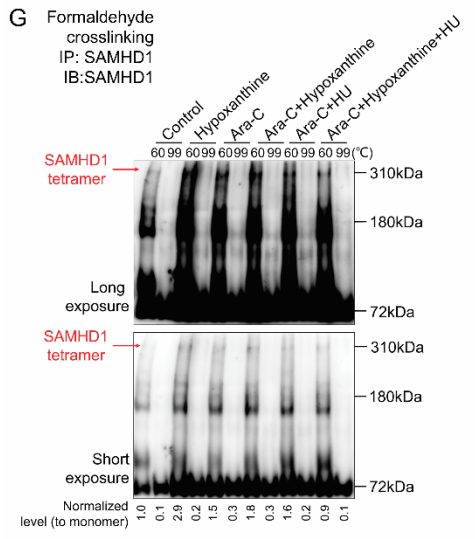 G
Formaldehyde
crosslinking
IP: SAMHD1
IB:SAMHD1
Control
Hypoxanthine
Ara-C
Ara-C+Hypoxanthine
Ara-C+HU
Ara-C+Hypoxanthine+HU
60 99 60 99 60 99 60 99 60 99 60 99 (°C)
SAMHD1
tetramer
310kDa
180kDa
Long
exposure
72kDa
SAMHD1
tetramer
310kDa
180kDa
Short
exposure
72kDa
Normalized
level (to monomer)
1.0 0.1 2.9 0.2 1.5 0.3 1.8 0.3 1.6 0.2 0.9 0.1